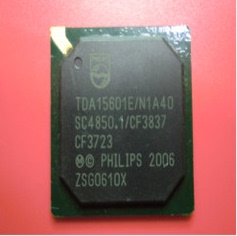 TDA15601E/N1A40
SC4850.1/CF3837
CF3723
Ⓜ © PHILIPS 2006
ZSG0610X